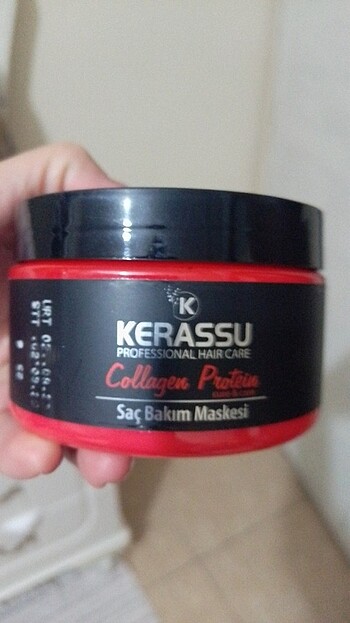 K
KERASSU
PROFESSIONAL HAIR CARE
Collagen Protein
Saç Bakım Maskesi